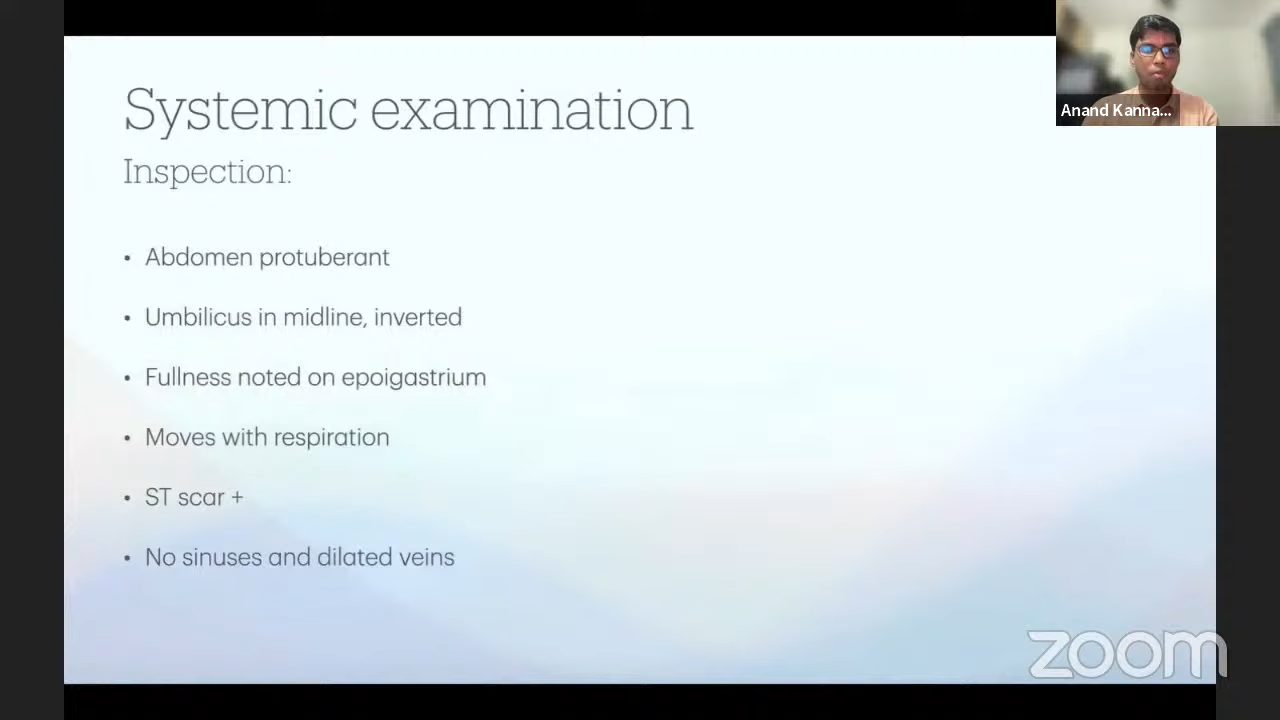 Systemic examination
Inspection:
• Abdomen protuberant
• Umbilicus in midline, inverted
• Fullness noted on epoigastrium
• Moves with respiration
• ST scar +
• No sinuses and dilated veins
Anand Kanna...
zoom